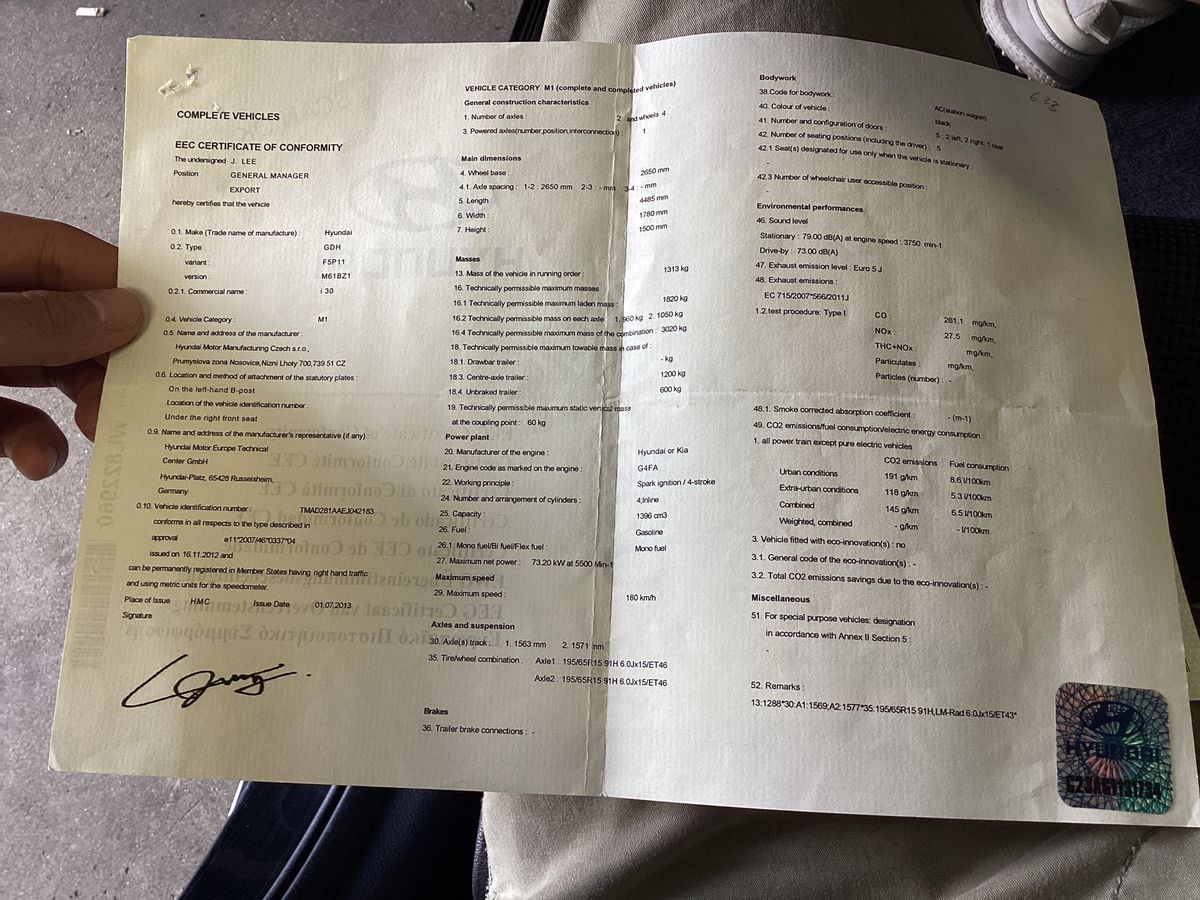 COMPLETE VEHICLES
EEC CERTIFICATE OF CONFORMITY
The undersigned J. LEE
Position GENERAL MANAGER
EXPORT
hereby certifies that the vehicle
0.1. Make (Trade name of manufacture) : Hyundai
0.2. Type : GDH
variant : F5P11
version : M61BZ1
0.2.1. Commercial name : i 30
0.4. Vehicle Category : M1
0.5. Name and address of the manufacturer :
Hyundai Motor Manufacturing Czech s.r.o.,
Prumyslova zona Nosovice,Nizni Lhoty 700,739 51 CZ
0.6. Location and method of attachment of the statutory plates :
On the left-hand B-post
Location of the vehicle identification number :
Under the right front seat
0.9. Name and address of the manufacturer's representative (if any) :
Hyundai Motor Europe Technical
Center GmbH
Hyundai-Platz, 65428 Russelsheim,
Germany
0.10. Vehicle identification number : TMAD281AAEJ042183
conforms in all respects to the type described in
approval e11*2007/46*0337*04
issued on 16.11.2012 and
can be permanently registered in Member States having right hand traffic
and using metric units for the speedometer.
Place of Issue HMC Issue Date 01.07.2013
Signature
VEHICLE CATEGORY M1 (complete and completed vehicles)
General construction characteristics
1. Number of axles : 2 and wheels 4
3. Powered axles(number,position,interconnection) : 1
Main dimensions
4. Wheel base : 2650 mm
4.1. Axle spacing : 1-2 : 2650 mm 2-3 : - mm 3-4 : - mm
5. Length : 4485 mm
6. Width : 1780 mm
7. Height : 1500 mm
Masses
13. Mass of the vehicle in running order : 1313 kg
16. Technically permissible maximum masses
16.1 Technically permissible maximum laden mass : 1820 kg
16.2 Technically permissible mass on each axle 1. 960 kg 2. 1050 kg
16.4 Technically permissible maximum mass of the combination : 3020 kg
18. Technically permissible maximum towable mass in case of :
18.1. Drawbar trailer : - kg
18.3. Centre-axle trailer : 1200 kg
18.4. Unbraked trailer : 600 kg
19. Technically permissible maximum static vertical mass
at the coupling point : 60 kg
Power plant
20. Manufacturer of the engine : Hyundai or Kia
21. Engine code as marked on the engine : G4FA
22. Working principle : Spark ignition / 4-stroke
24. Number and arrangement of cylinders : 4,Inline
25. Capacity : 1396 cm3
26. Fuel : Gasoline
26.1. Mono fuel/Bi fuel/Flex fuel : Mono fuel
27. Maximum net power : 73.20 kW at 5500 Min-1
Maximum speed
29. Maximum speed : 180 km/h
Axles and suspension
30. Axle(s) track : 1. 1563 mm 2. 1571 mm
35. Tire/wheel combination : Axle1 . 195/65R15 91H 6.0Jx15/ET46
Axle2 . 195/65R15 91H 6.0Jx15/ET46
Brakes
36. Trailer brake connections : -
633
Bodywork
38.Code for bodywork : AC(station wagon)
40. Colour of vehicle : black
41. Number and configuration of doors : 5 ; 2 left, 2 right, 1 rear
42. Number of seating positions (including the driver) : 5
42.1 Seat(s) designated for use only when the vehicle is stationary :
-
42.3 Number of wheelchair user accessible position :
-
Environmental performances
46. Sound level
Stationary : 79.00 dB(A) at engine speed : 3750 min-1
Drive-by : 73.00 dB(A)
47. Exhaust emission level : Euro 5 J
48. Exhaust emissions :
EC 715/2007*566/2011J
1.2.test procedure: Type I CO : 261.1 mg/km,
NOx : 27.5 mg/km,
THC+NOx : mg/km,
Particulates : mg/km,
Particles (number) : -
48.1. Smoke corrected absorption coefficient : - (m-1)
49. CO2 emissions/fuel consumption/electric energy consumption :
1. all power train except pure electric vehicles
CO2 emissions Fuel consumption
Urban conditions 191 g/km 8.6 l/100km
Extra-urban conditions 118 g/km 5.3 l/100km
Combined 145 g/km 6.5 l/100km
Weighted, combined - g/km - l/100km
3. Vehicle fitted with eco-innovation(s) : no
3.1. General code of the eco-innovation(s) : -
3.2. Total CO2 emissions savings due to the eco-innovation(s) : -
Miscellaneous
51. For special purpose vehicles: designation
in accordance with Annex II Section 5 :
-
52. Remarks :
13:1288*30:A1:1569;A2:1577*35:195/65R15 91H,LM-Rad 6.0Jx15/ET43*
HYUNDAI